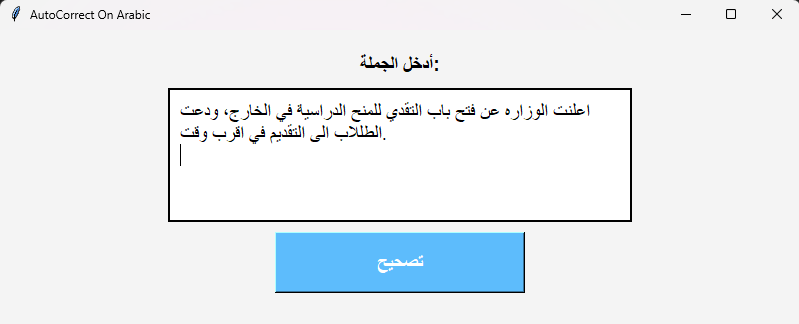 AutoCorrect On Arabic
أدخل الجملة:
اعلنت الوزاره عن فتح باب التقدي للمنح الدراسية في الخارج، ودعت
الطللاب الى التقديم في اقرب وقت.
تصحيح